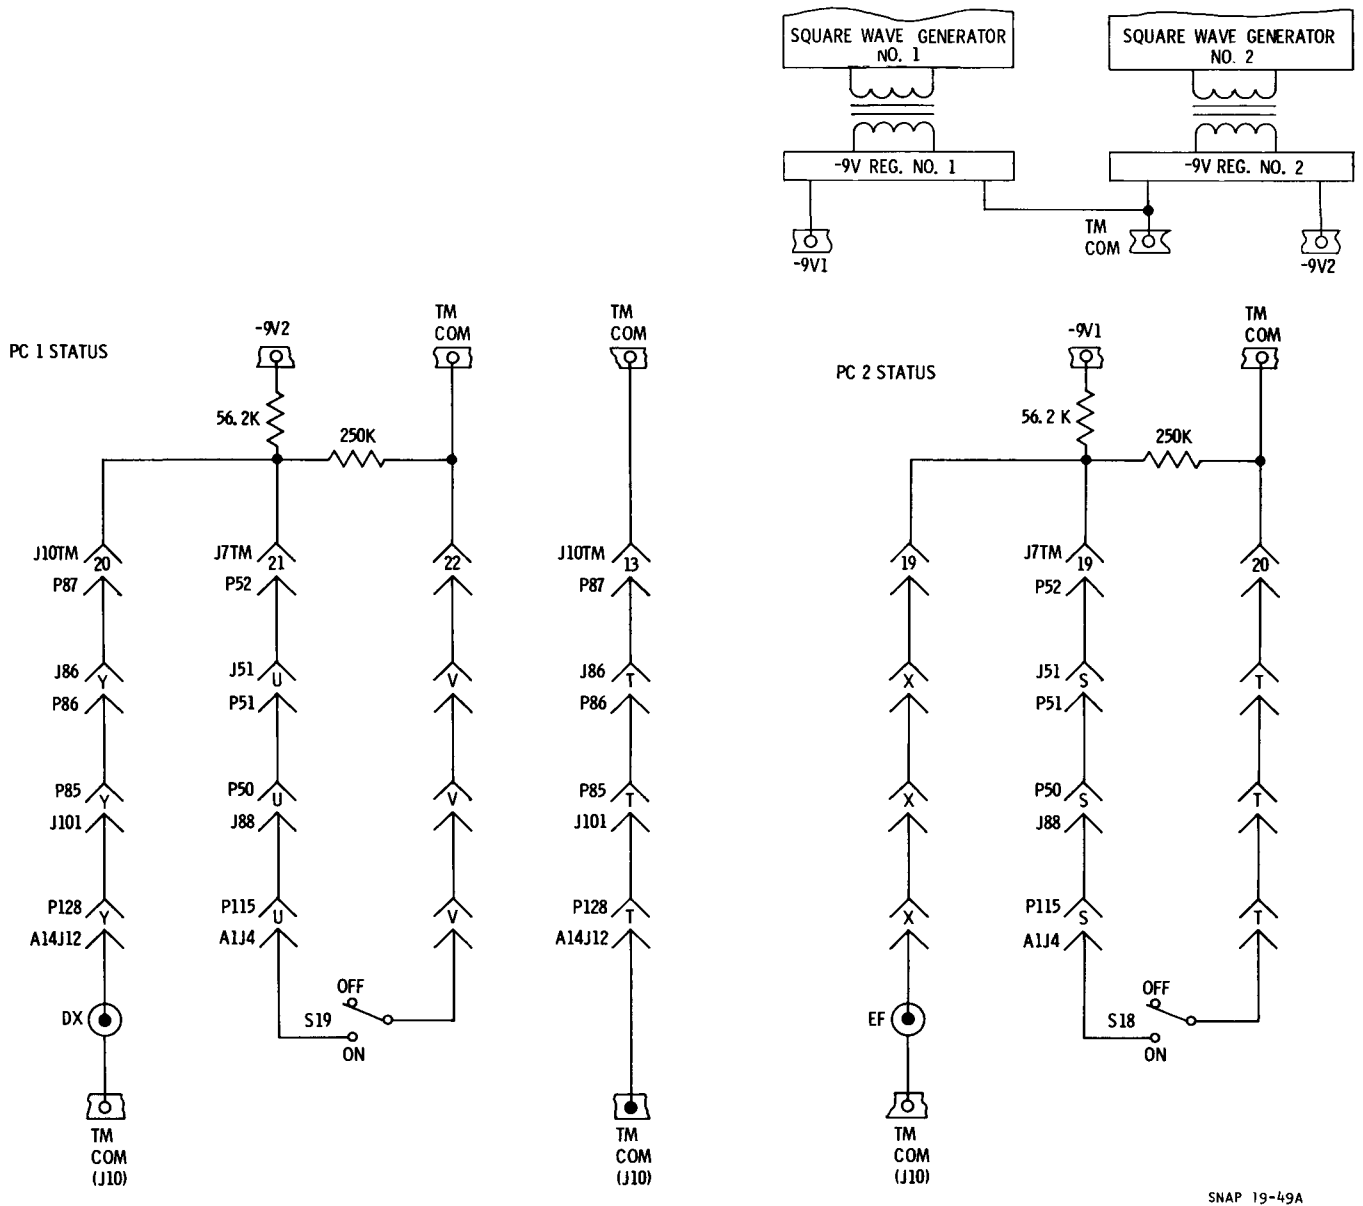 SQUARE WAVE GENERATOR
NO. 1
SQUARE WAVE GENERATOR
NO. 2
-9V REG. NO. 1
-9V REG. NO. 2
-9V1
TM
COM
-9V2
PC 1 STATUS
-9V2
TM
COM
TM
COM
56.2K
250K
J10TM
20
P87
J7TM
21
P52
22
J10TM
13
P87
J86
Y
P86
J51
U
P51
V
J86
T
P86
P85
Y
J101
P50
U
J88
V
P85
T
J101
P128
Y
A14J12
P115
U
A1J4
V
P128
T
A14J12
DX
OFF
S19
ON
TM
COM
(J10)
TM
COM
(J10)
PC 2 STATUS
-9V1
TM
COM
56.2 K
250K
19
J7TM
19
P52
20
X
J51
S
P51
T
X
P50
S
J88
T
X
P115
S
A1J4
T
EF
OFF
S18
ON
TM
COM
(J10)
SNAP 19-49A